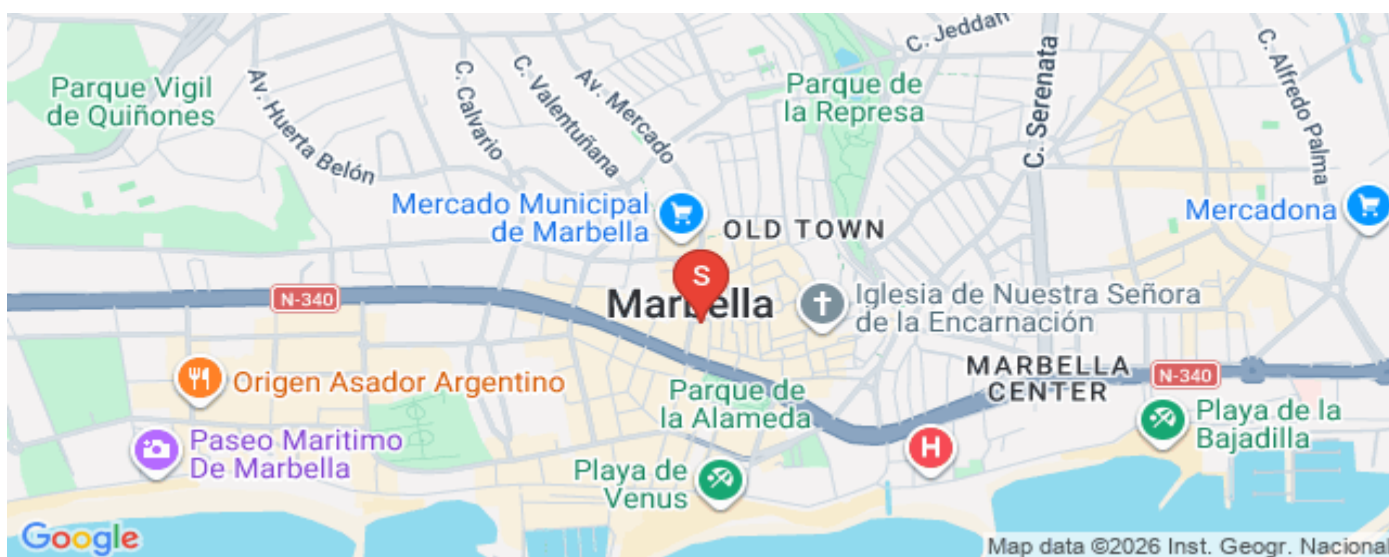 C. Jeddah
Parque Vigil
de Quiñones
Av. Huerta Belón
C. Calvario
C. Valentuñana
Av. Mercado
Parque de
la Represa
C. Serenata
C. Alfredo Palma
Mercado Municipal
de Marbella
OLD TOWN
Mercadona
S
Marbella
Iglesia de Nuestra Señora
de la Encarnación
N-340
Origen Asador Argentino
Parque de
la Alameda
MARBELLA
CENTER
N-340
Paseo Maritimo
De Marbella
Playa de
Venus
H
Playa de la
Bajadilla
Google
Map data ©2026 Inst. Geogr. Nacional